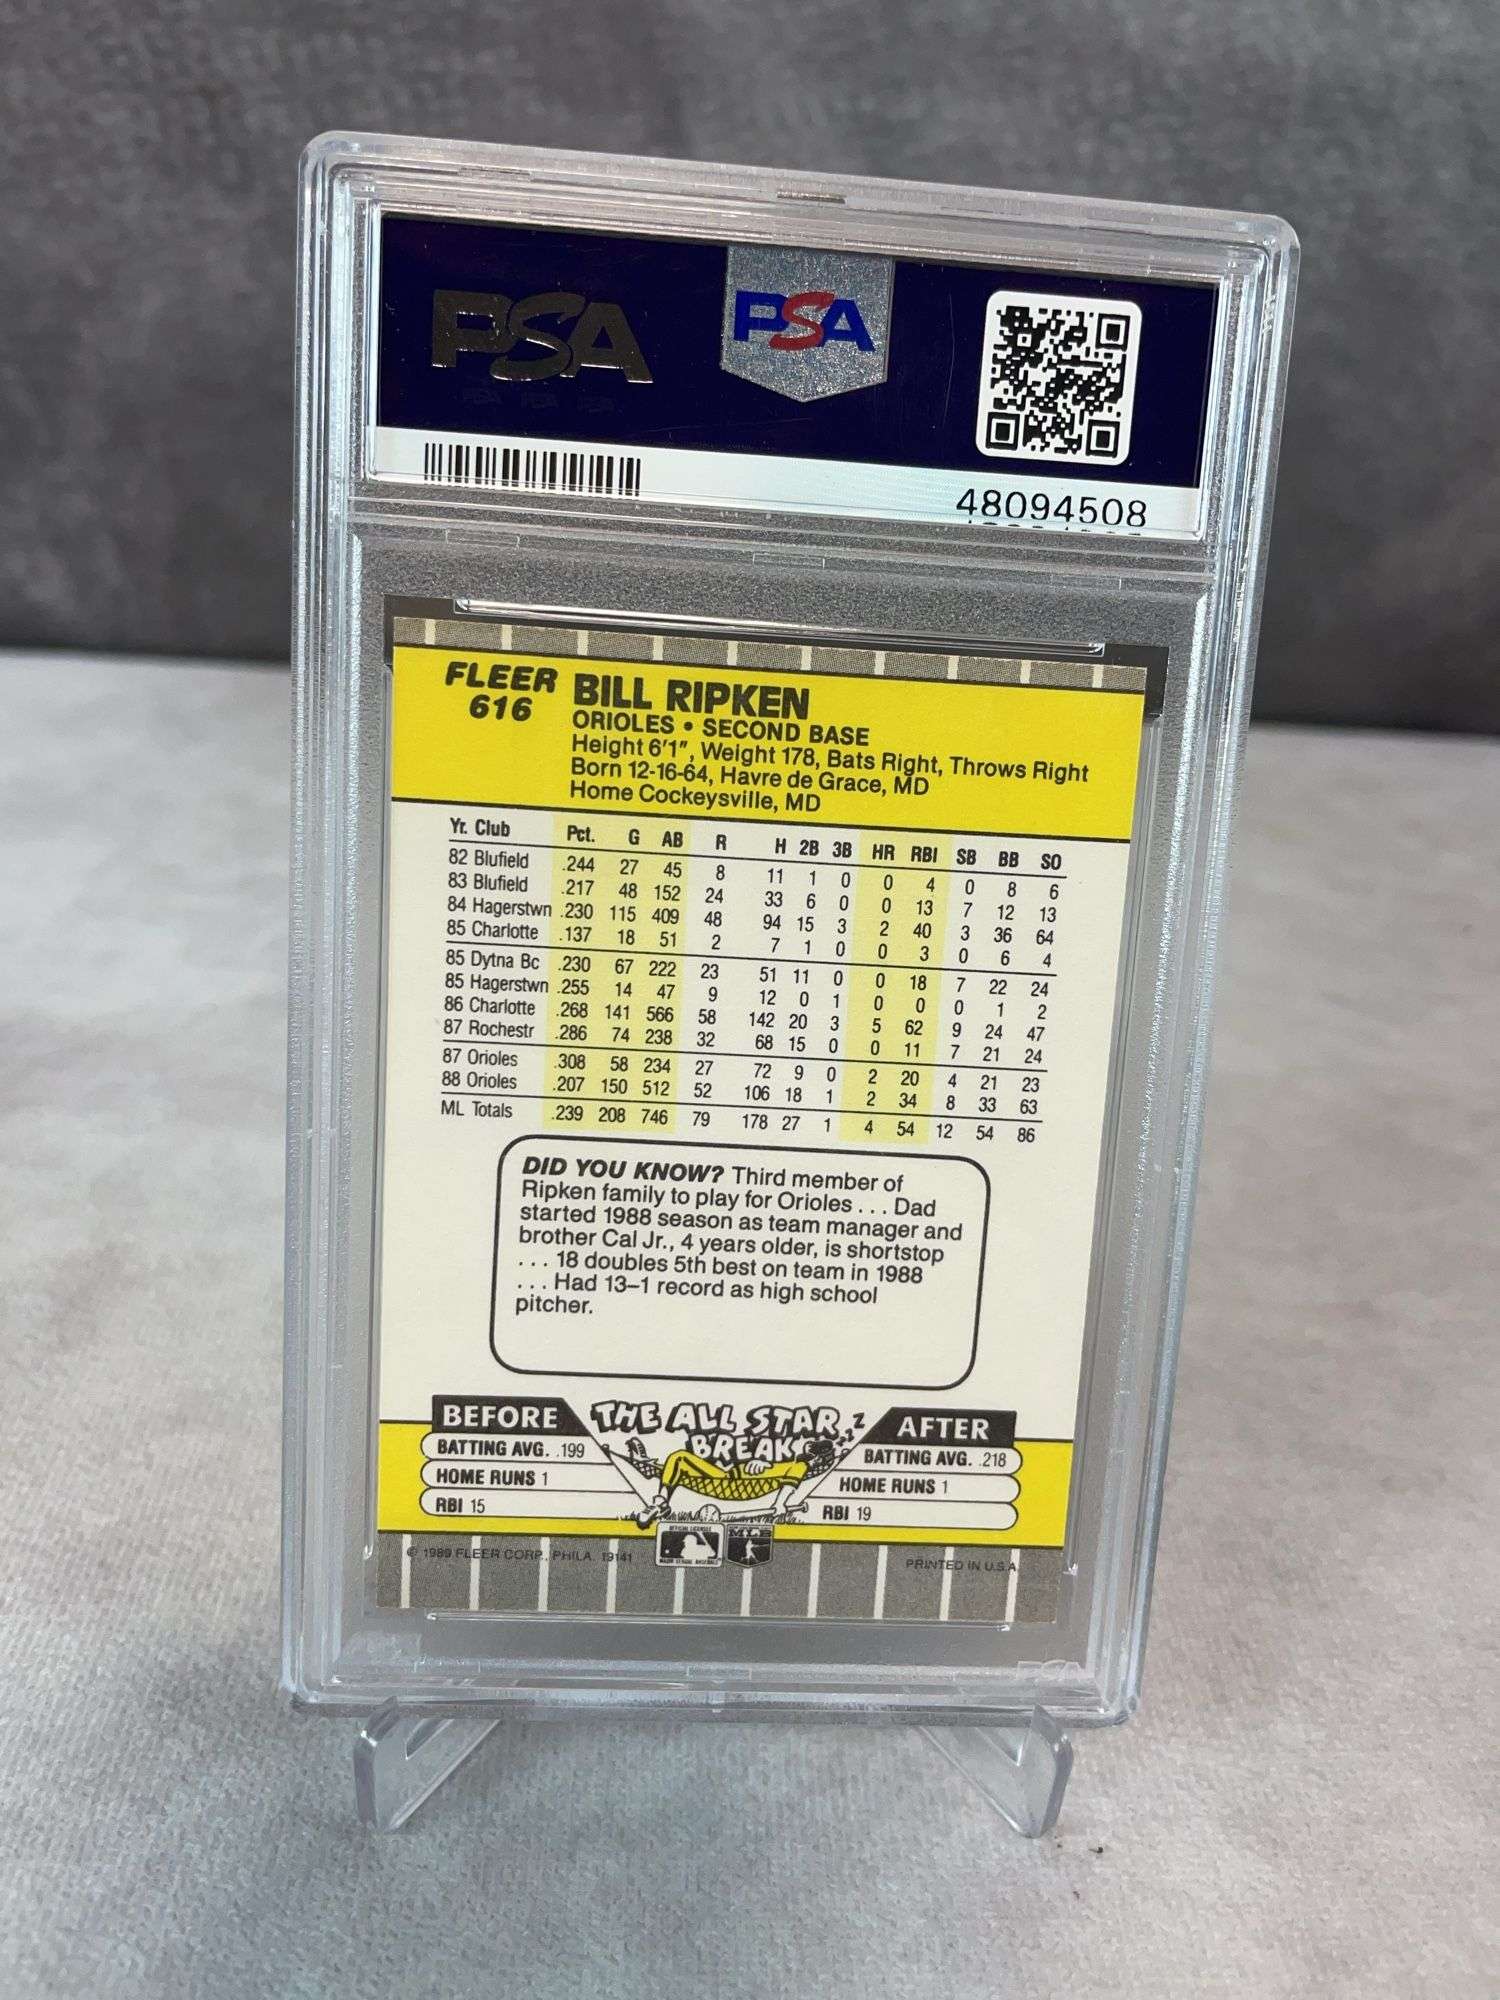 PSA
PSA
48094508
FLEER
616
BILL RIPKEN
ORIOLES • SECOND BASE
Height 6'1", Weight 178, Bats Right, Throws Right
Born 12-16-64, Havre de Grace, MD
Home Cockeysville, MD
Yr. Club Pct. G AB R H 2B 3B HR RBI SB BB SO
82 Blufield .244 27 45 8 11 1 0 0 4 0 8 6
83 Blufield .217 48 152 24 33 6 0 0 13 7 12 13
84 Hagerstwn .230 115 409 48 94 15 3 2 40 3 36 64
85 Charlotte .137 18 51 2 7 1 0 0 3 0 6 4
85 Dytna Bc .230 67 222 23 51 11 0 0 18 7 22 24
85 Hagerstwn .255 14 47 9 12 0 1 0 0 0 1 2
86 Charlotte .268 141 566 58 142 20 3 5 62 9 24 47
87 Rochestr .286 74 238 32 68 15 0 0 11 7 21 24
87 Orioles .308 58 234 27 72 9 0 2 20 4 21 23
88 Orioles .207 150 512 52 106 18 1 2 34 8 33 63
ML Totals .239 208 746 79 178 27 1 4 54 12 54 86
DID YOU KNOW? Third member of
Ripken family to play for Orioles . . . Dad
started 1988 season as team manager and
brother Cal Jr., 4 years older, is shortstop
. . . 18 doubles 5th best on team in 1988
. . . Had 13–1 record as high school
pitcher.
BEFORE
BATTING AVG. .199
HOME RUNS 1
RBI 15
THE ALL STAR
BREAK
Z Z Z
AFTER
BATTING AVG. .218
HOME RUNS 1
RBI 19
© 1989 FLEER CORP., PHILA. 19141
MLB
PRINTED IN U.S.A.